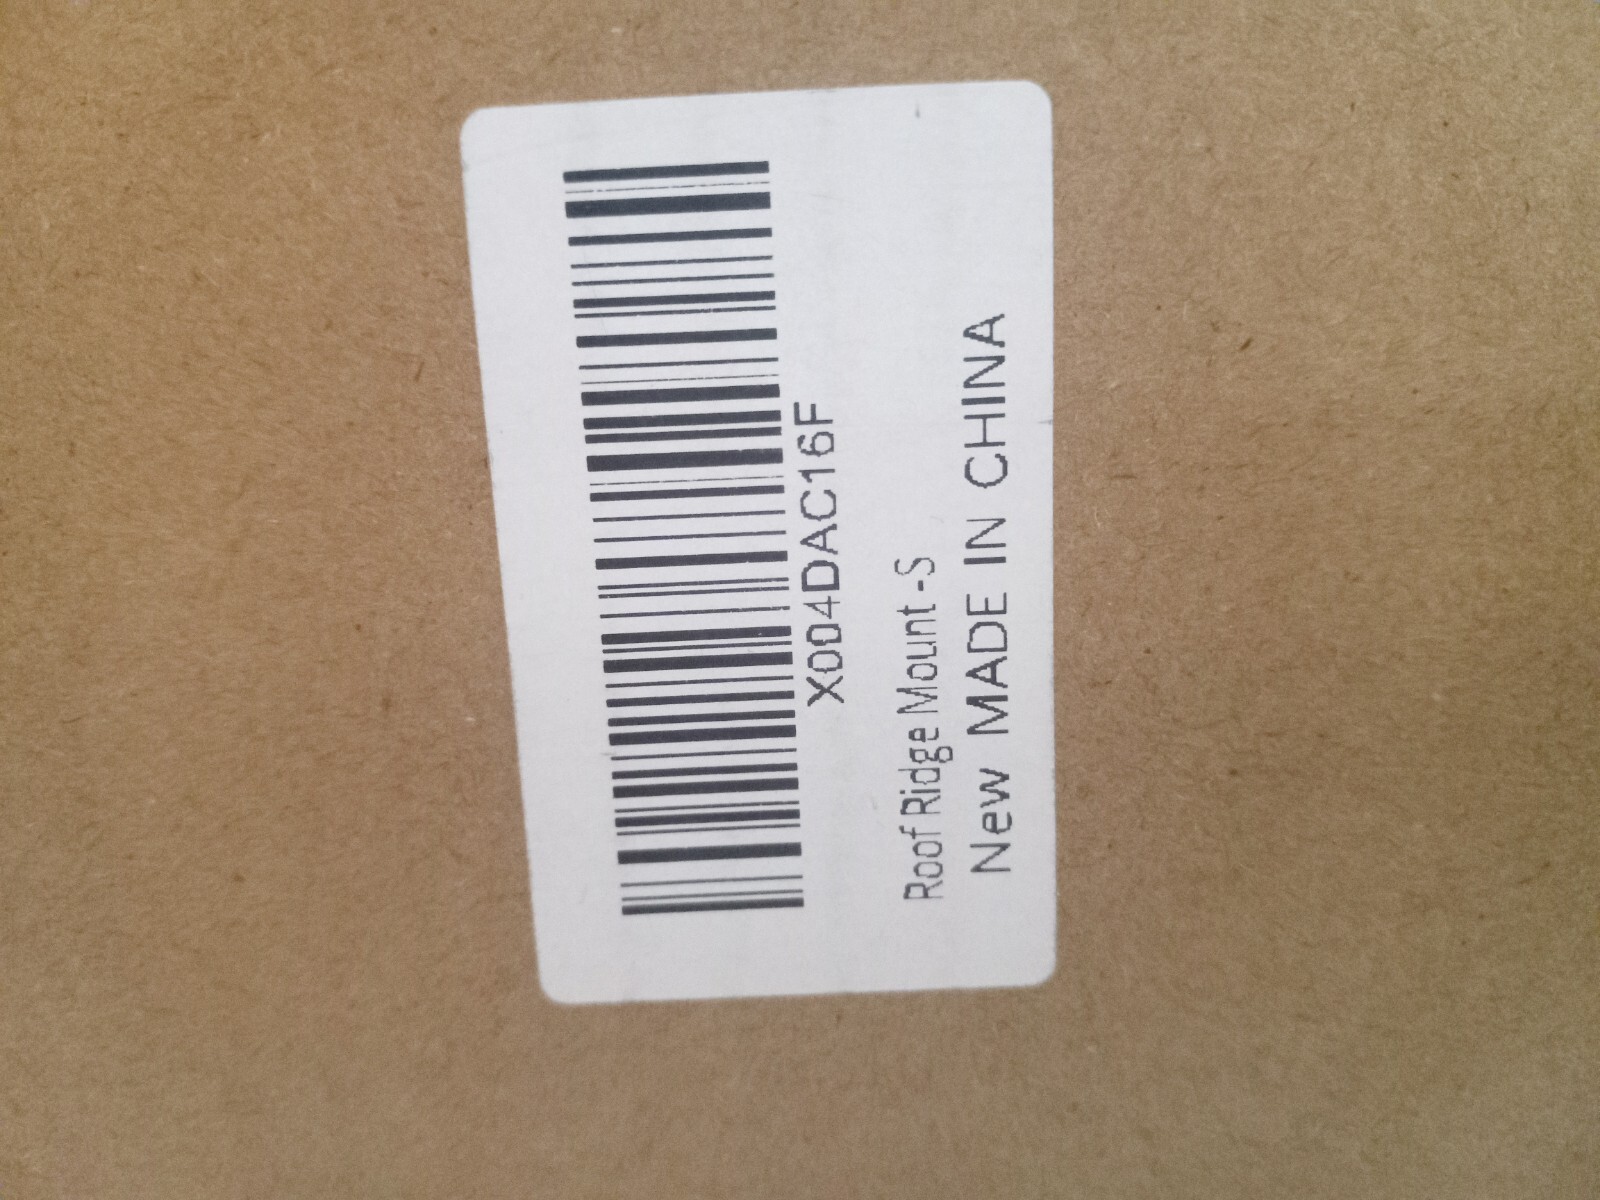 X004DAC16F
Roof Ridge Mount -S
New MADE IN CHINA